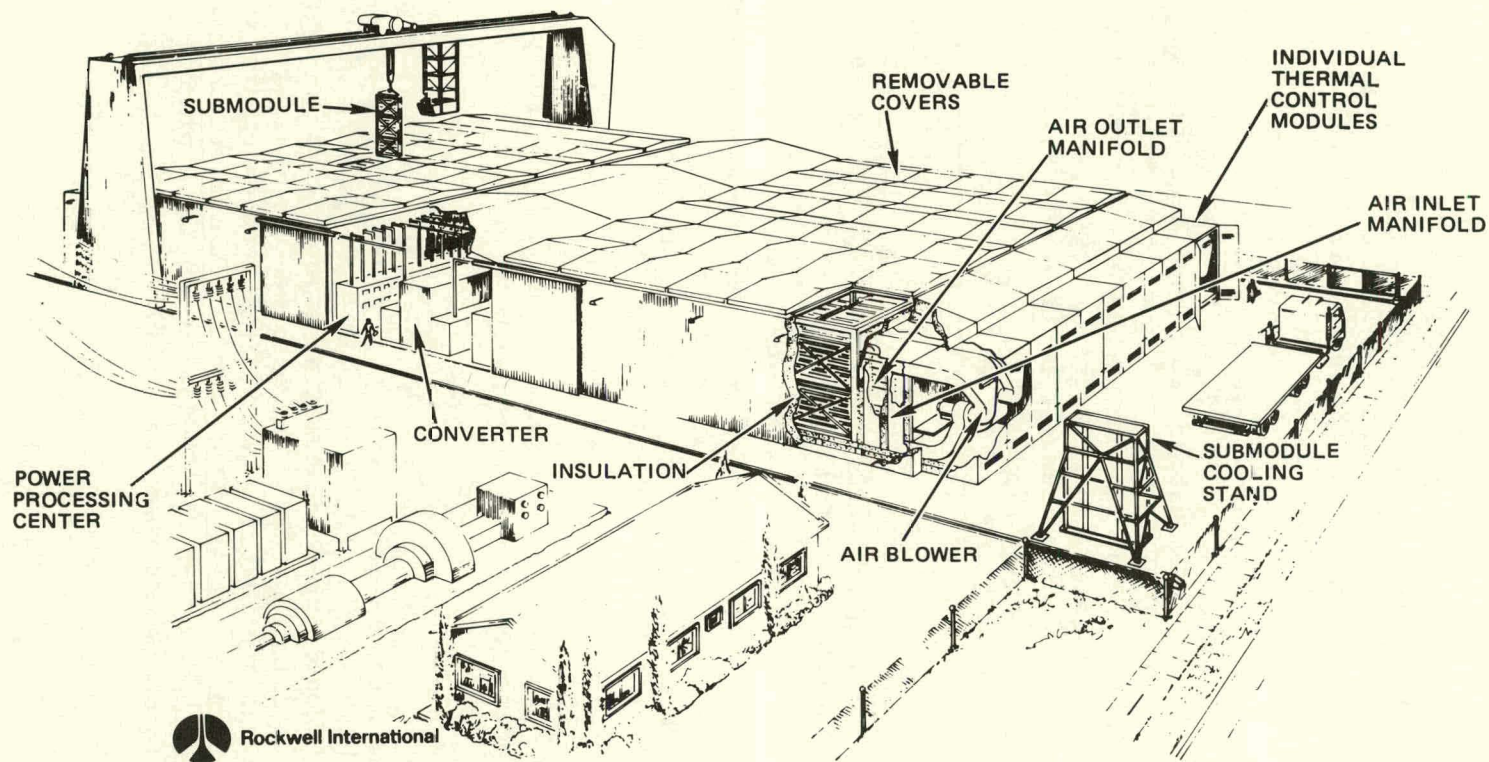 SUBMODULE
REMOVABLE
COVERS
AIR OUTLET
MANIFOLD
INDIVIDUAL
THERMAL
CONTROL
MODULES
AIR INLET
MANIFOLD
POWER
PROCESSING
CENTER
CONVERTER
INSULATION
AIR BLOWER
SUBMODULE
COOLING
STAND
Rockwell International